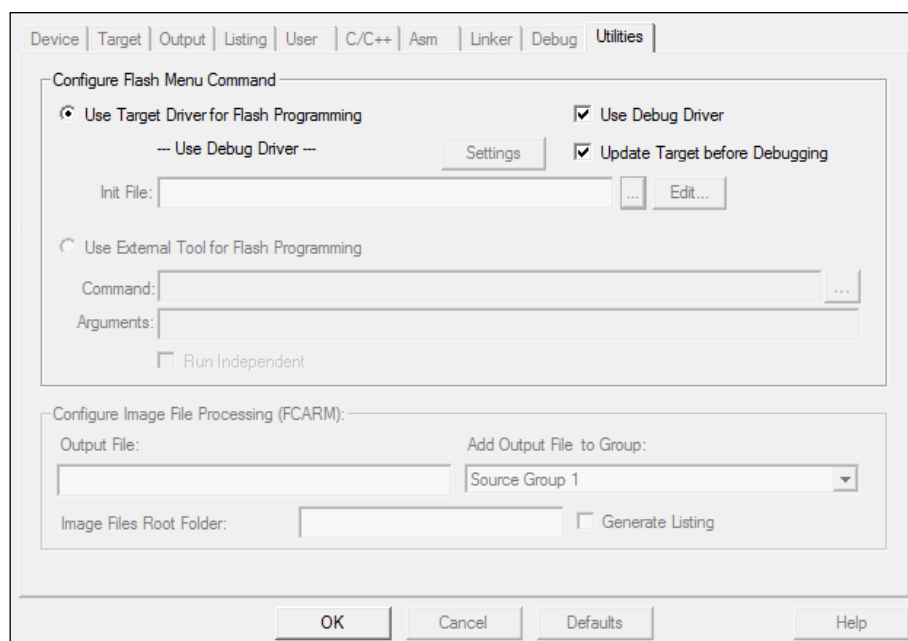 Device Target Output Listing User C/C++ Asm Linker Debug Utilities
Configure Flash Menu Command
Use Target Driver for Flash Programming Use Debug Driver
--- Use Debug Driver --- Settings Update Target before Debugging
Init File: ... Edit...
Use External Tool for Flash Programming
Command: ...
Arguments:
Run Independent
Configure Image File Processing (FCARM):
Output File: Add Output File to Group:
Source Group 1
Image Files Root Folder: Generate Listing
OK Cancel Defaults Help